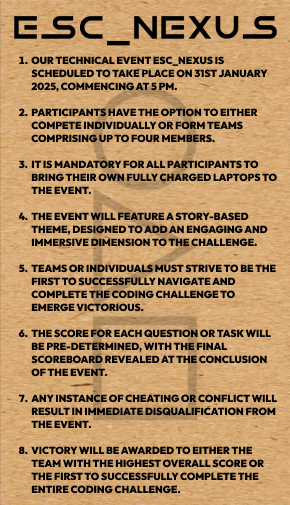 ESC_NEXUS
1. OUR TECHNICAL EVENT ESC_NEXUS IS
SCHEDULED TO TAKE PLACE ON 31ST JANUARY
2025, COMMENCING AT 5 PM.
2. PARTICIPANTS HAVE THE OPTION TO EITHER
COMPETE INDIVIDUALLY OR FORM TEAMS
COMPRISING UP TO FOUR MEMBERS.
3. IT IS MANDATORY FOR ALL PARTICIPANTS TO
BRING THEIR OWN FULLY CHARGED LAPTOPS TO
THE EVENT.
4. THE EVENT WILL FEATURE A STORY-BASED
THEME, DESIGNED TO ADD AN ENGAGING AND
IMMERSIVE DIMENSION TO THE CHALLENGE.
5. TEAMS OR INDIVIDUALS MUST STRIVE TO BE THE
FIRST TO SUCCESSFULLY NAVIGATE AND
COMPLETE THE CODING CHALLENGE TO
EMERGE VICTORIOUS.
6. THE SCORE FOR EACH QUESTION OR TASK WILL
BE PRE-DETERMINED, WITH THE FINAL
SCOREBOARD REVEALED AT THE CONCLUSION
OF THE EVENT.
7. ANY INSTANCE OF CHEATING OR CONFLICT WILL
RESULT IN IMMEDIATE DISQUALIFICATION FROM
THE EVENT.
8. VICTORY WILL BE AWARDED TO EITHER THE
TEAM WITH THE HIGHEST OVERALL SCORE OR
THE FIRST TO SUCCESSFULLY COMPLETE THE
ENTIRE CODING CHALLENGE.